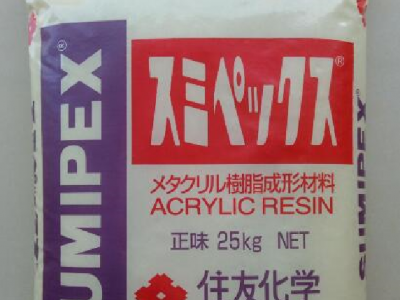 スミペックス®
メタクリル樹脂成形材料
ACRYLIC RESIN
正味 25kg NET
住友化学
SUMIPEX®
SUMIPEX